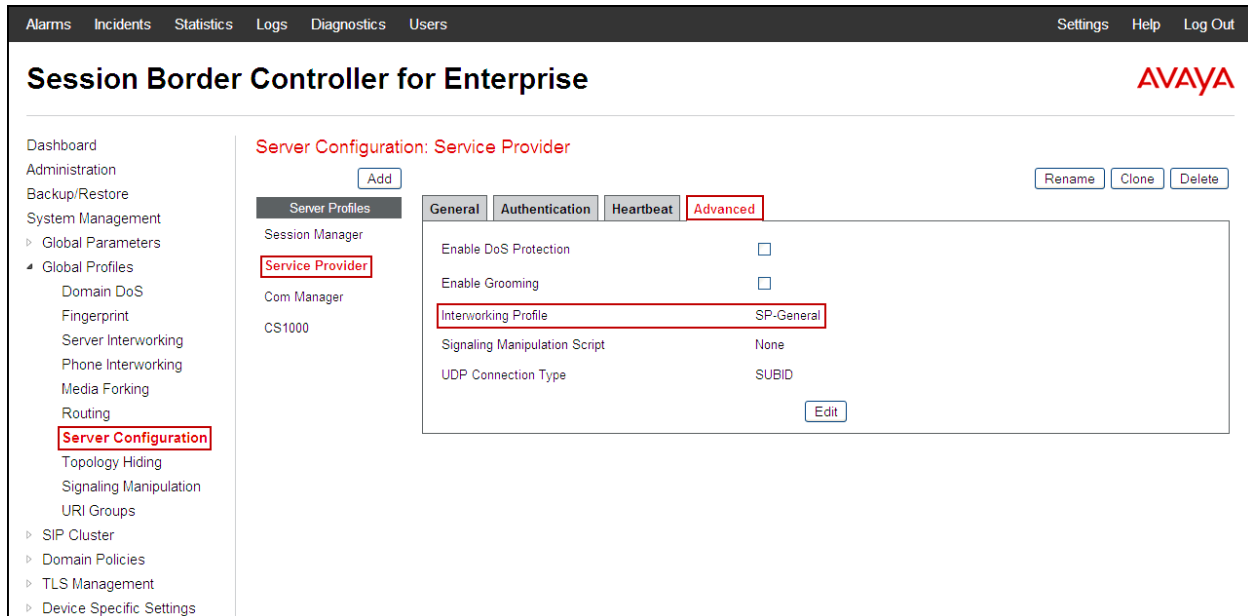 Alarms Incidents Statistics Logs Diagnostics Users Settings Help Log Out
Session Border Controller for Enterprise
AVAYA
Dashboard
Administration
Backup/Restore
System Management
Global Parameters
Global Profiles
Domain DoS
Fingerprint
Server Interworking
Phone Interworking
Media Forking
Routing
Server Configuration
Topology Hiding
Signaling Manipulation
URI Groups
SIP Cluster
Domain Policies
TLS Management
Device Specific Settings
Server Configuration: Service Provider
Add
Rename Clone Delete
Server Profiles
Session Manager
Service Provider
Com Manager
CS1000
General Authentication Heartbeat Advanced
Enable DoS Protection
Enable Grooming
Interworking Profile SP-General
Signaling Manipulation Script None
UDP Connection Type SUBID
Edit